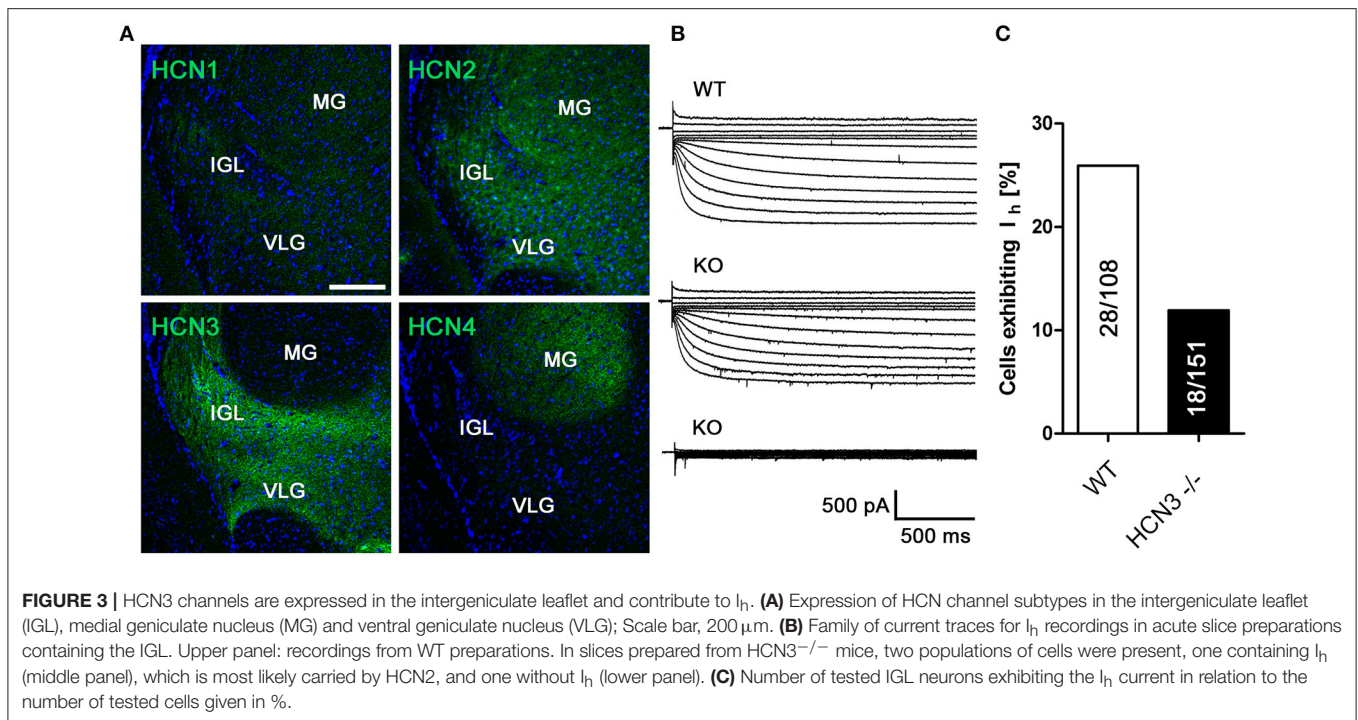 A
B
C
HCN1
MG
IGL
VLG
HCN2
MG
IGL
VLG
HCN3
MG
IGL
VLG
HCN4
MG
IGL
VLG
WT
KO
KO
500 pA
500 ms
Cells exhibiting I h [%]
30
20
10
0
28/108
18/151
WT
HCN3 -/-
FIGURE 3 | HCN3 channels are expressed in the intergeniculate leaflet and contribute to Ih. (A) Expression of HCN channel subtypes in the intergeniculate leaflet
(IGL), medial geniculate nucleus (MG) and ventral geniculate nucleus (VLG); Scale bar, 200 μm. (B) Family of current traces for Ih recordings in acute slice preparations
containing the IGL. Upper panel: recordings from WT preparations. In slices prepared from HCN3−/− mice, two populations of cells were present, one containing Ih
(middle panel), which is most likely carried by HCN2, and one without Ih (lower panel). (C) Number of tested IGL neurons exhibiting the Ih current in relation to the
number of tested cells given in %.